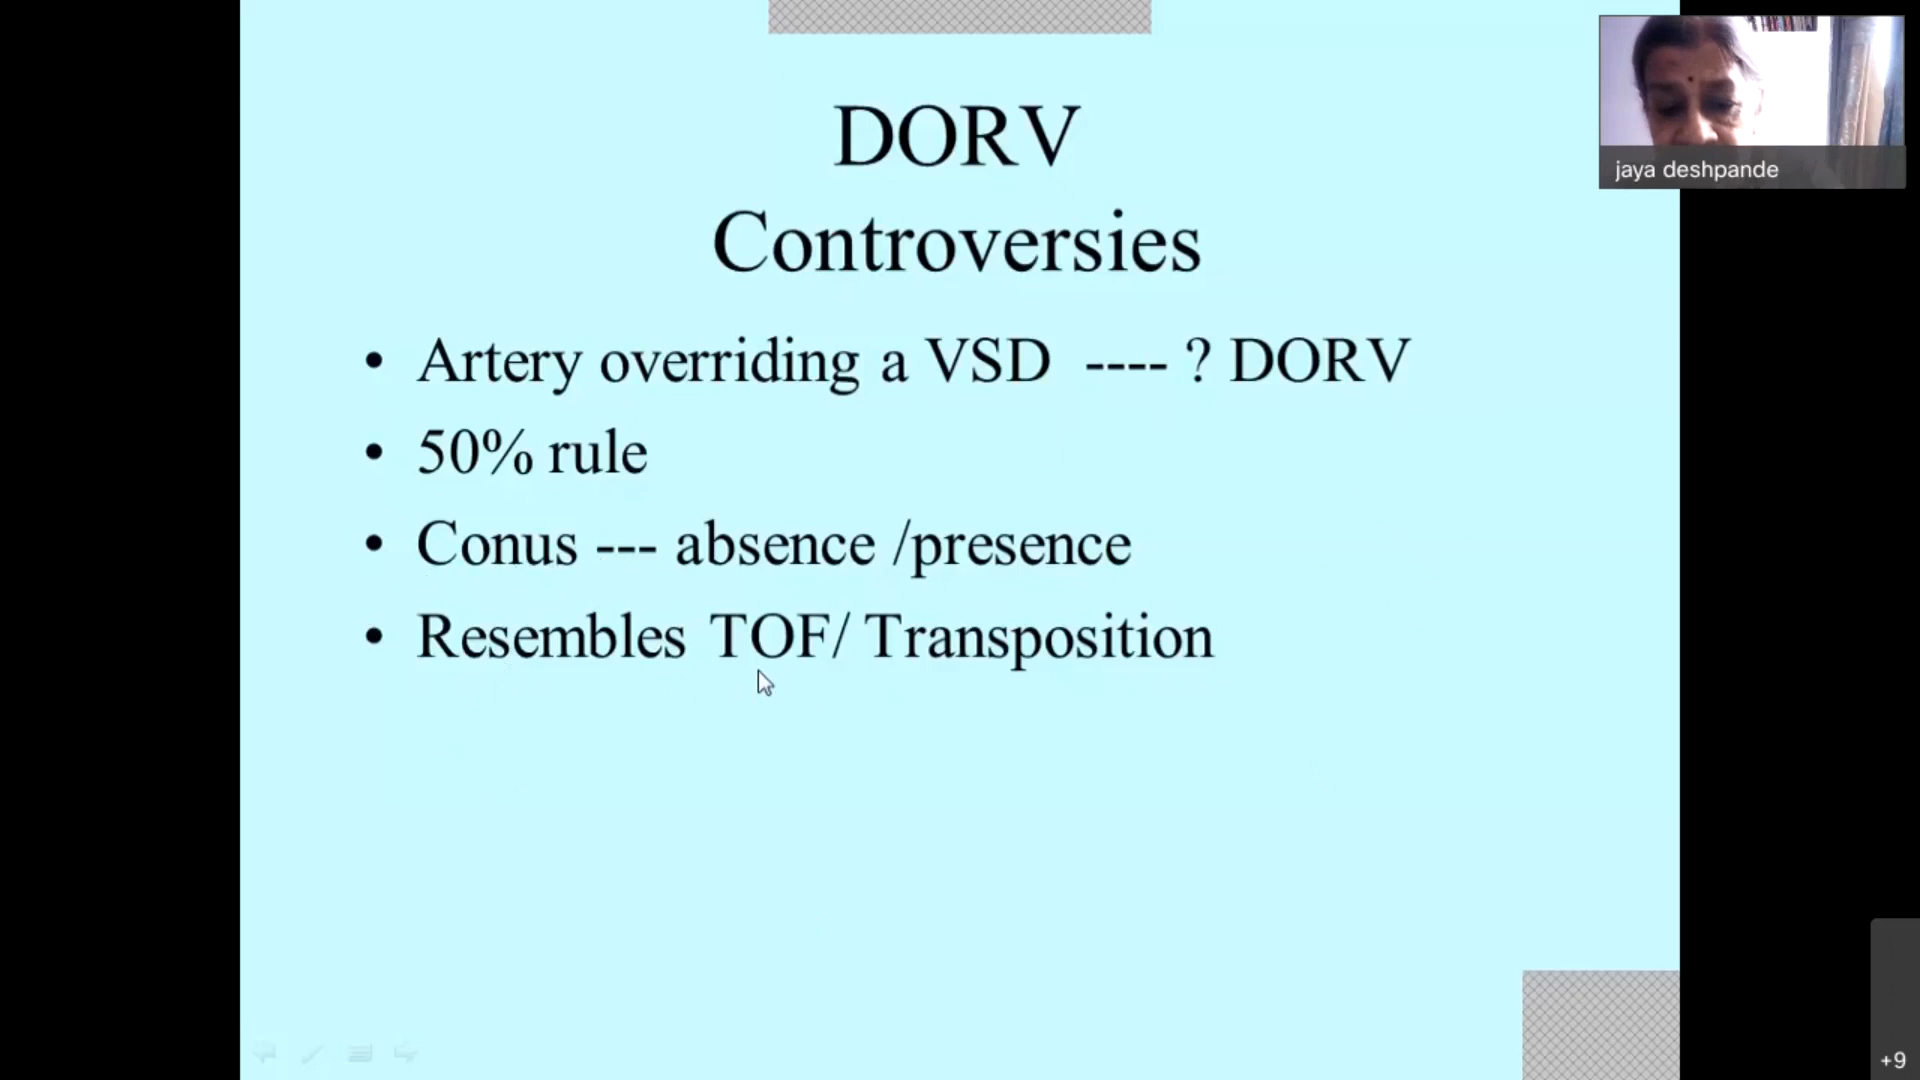 DORV
Controversies
• Artery overriding a VSD ---- ? DORV
• 50% rule
• Conus --- absence /presence
• Resembles TOF/ Transposition
jaya deshpande
+9